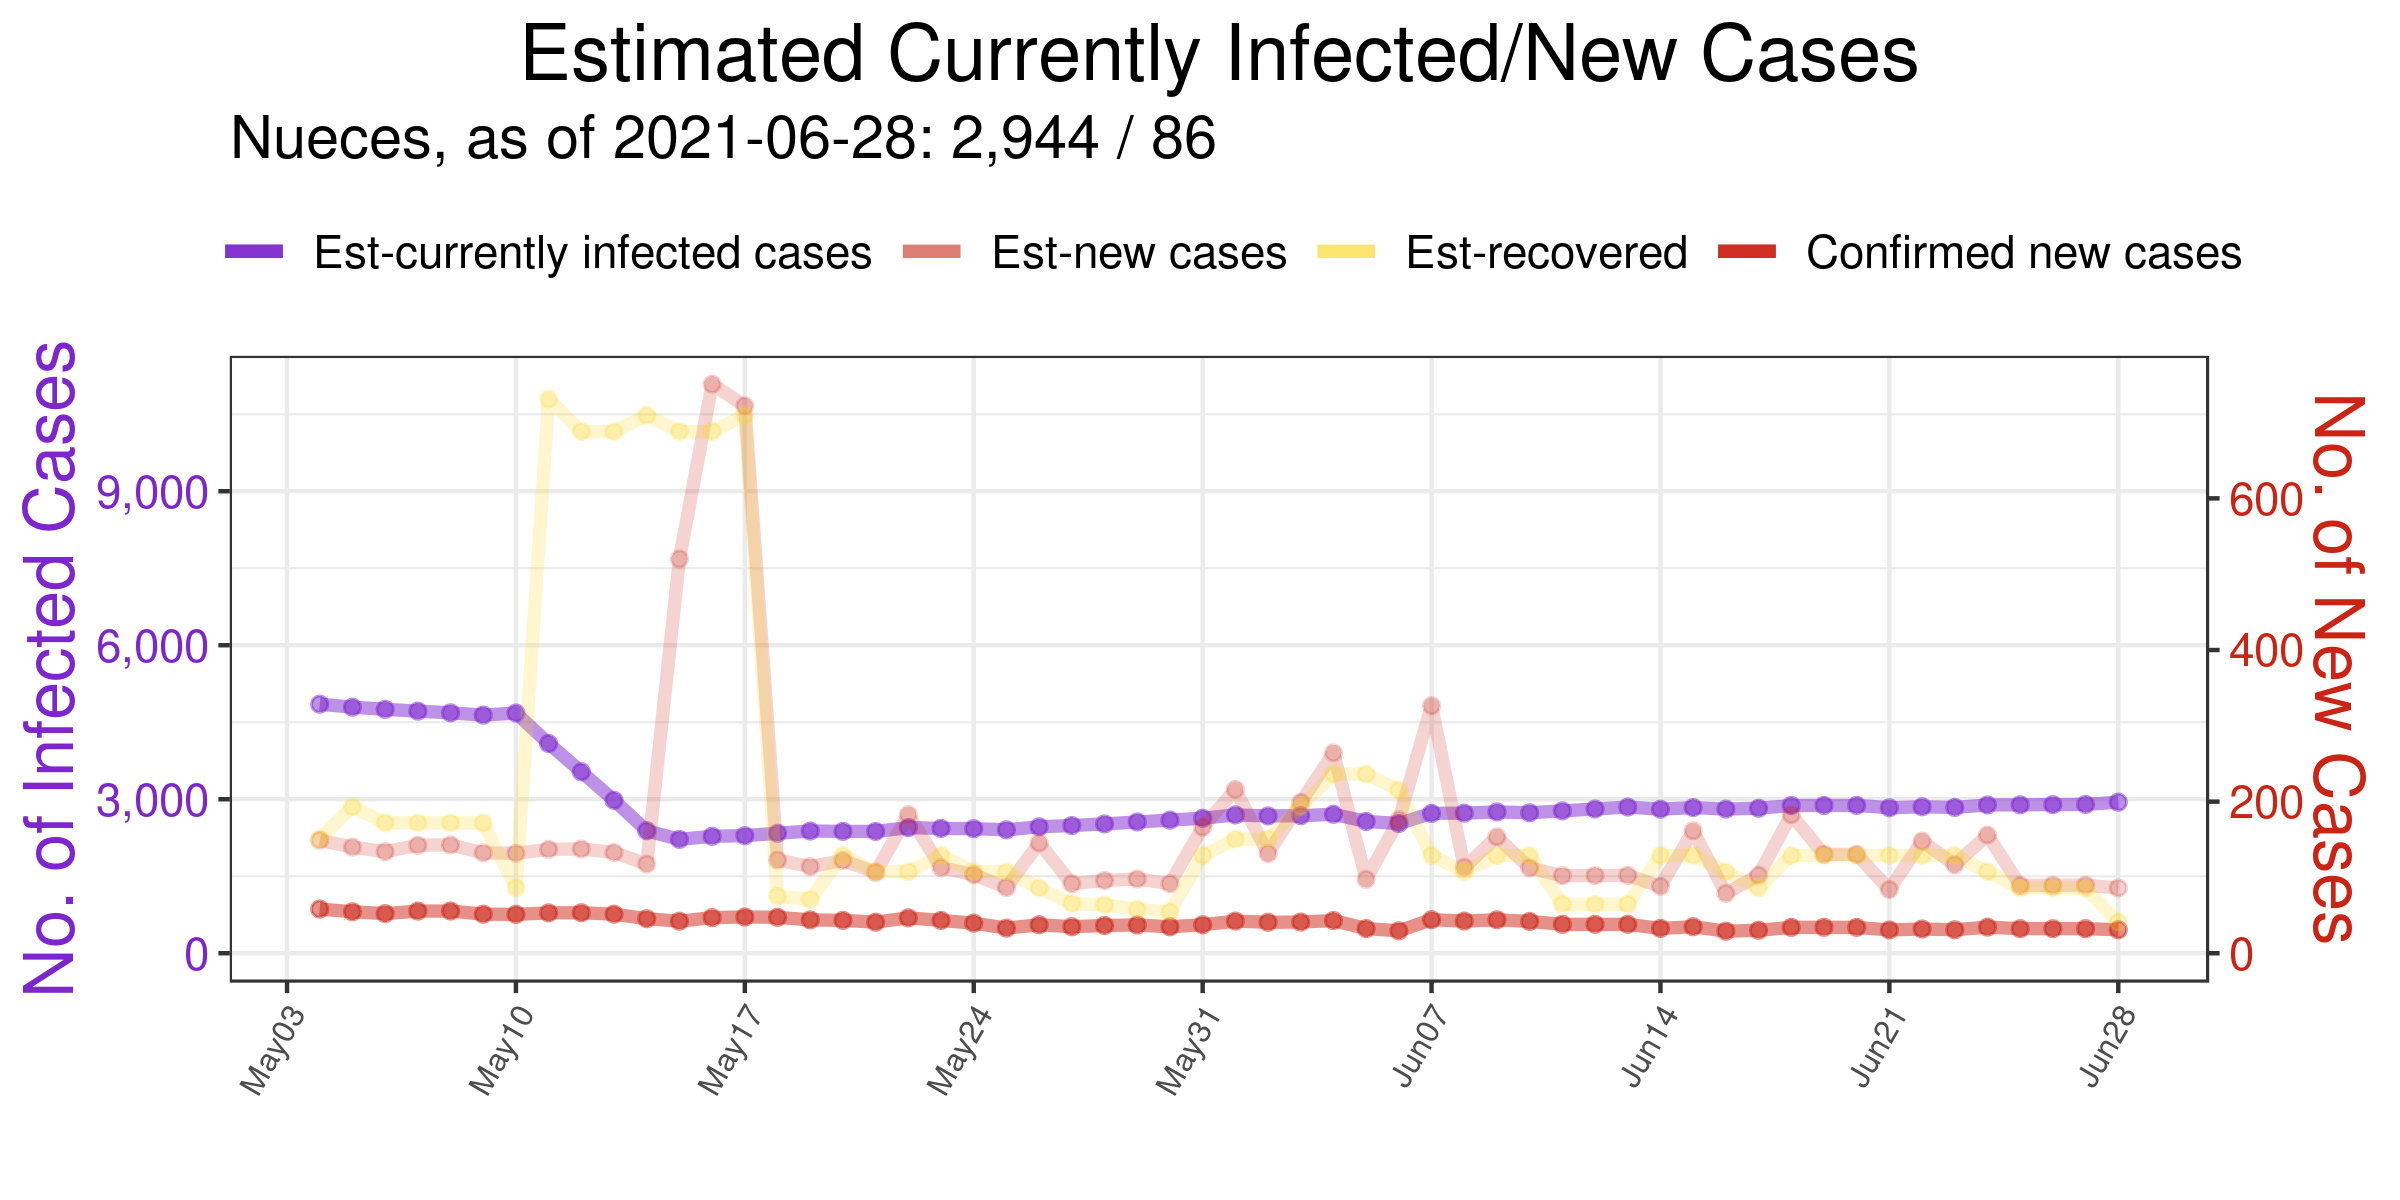 Estimated Currently Infected/New Cases
Nueces, as of 2021-06-28: 2,944 / 86
Est-currently infected cases Est-new cases Est-recovered Confirmed new cases
No. of Infected Cases
9,000
6,000
3,000
0
600
400
200
0
No. of New Cases
May03 May10 May17 May24 May31 Jun07 Jun14 Jun21 Jun28